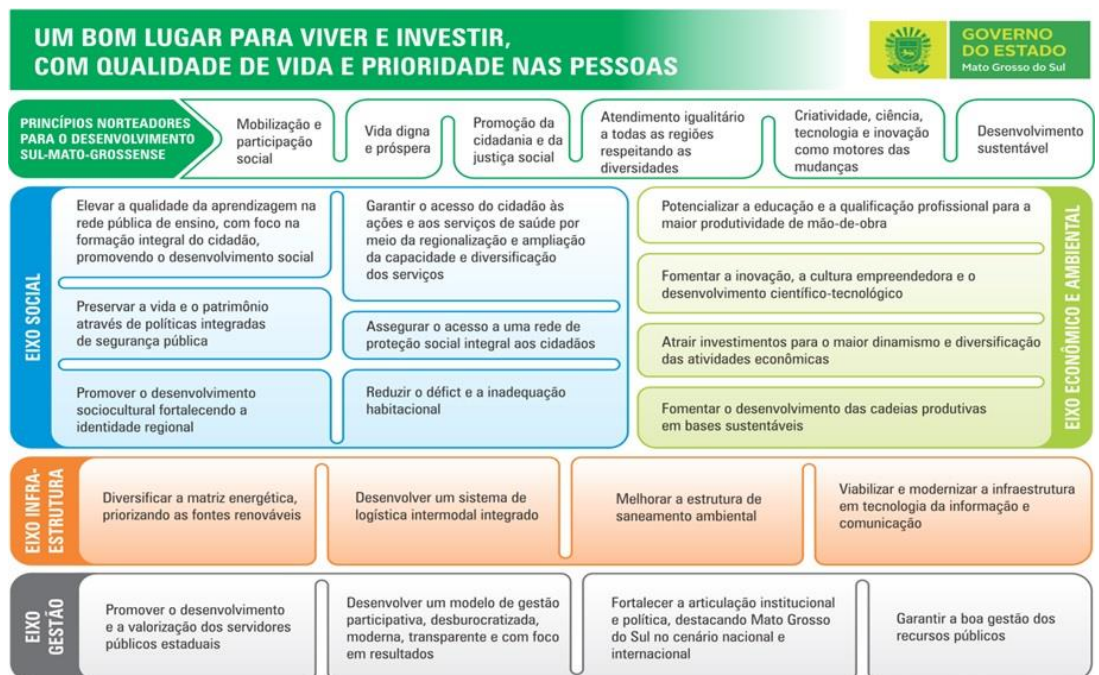 UM BOM LUGAR PARA VIVER E INVESTIR,
COM QUALIDADE DE VIDA E PRIORIDADE NAS PESSOAS
GOVERNO
DO ESTADO
Mato Grosso do Sul
PRINCÍPIOS NORTEADORES
PARA O DESENVOLVIMENTO
SUL-MATO-GROSSENSE
Mobilização e
participação
social
Vida digna
e próspera
Promoção da
cidadania e da
justiça social
Atendimento igualitário
a todas as regiões
respeitando as
diversidades
Criatividade, ciência,
tecnologia e inovação
como motores das
mudanças
Desenvolvimento
sustentável
EIXO SOCIAL
Elevar a qualidade da aprendizagem na
rede pública de ensino, com foco na
formação integral do cidadão,
promovendo o desenvolvimento social
Preservar a vida e o patrimônio
através de políticas integradas
de segurança pública
Promover o desenvolvimento
sociocultural fortalecendo a
identidade regional
Garantir o acesso do cidadão às
ações e aos serviços de saúde por
meio da regionalização e ampliação
da capacidade e diversificação
dos serviços
Assegurar o acesso a uma rede de
proteção social integral aos cidadãos
Reduzir o défict e a inadequação
habitacional
Potencializar a educação e a qualificação profissional para a
maior produtividade de mão-de-obra
Fomentar a inovação, a cultura empreendedora e o
desenvolvimento científico-tecnológico
Atrair investimentos para o maior dinamismo e diversificação
das atividades econômicas
Fomentar o desenvolvimento das cadeias produtivas
em bases sustentáveis
EIXO ECONÔMICO E AMBIENTAL
EIXO INFRA-
ESTRUTURA
Diversificar a matriz energética,
priorizando as fontes renováveis
Desenvolver um sistema de
logística intermodal integrado
Melhorar a estrutura de
saneamento ambiental
Viabilizar e modernizar a infraestrutura
em tecnologia da informação e
comunicação
EIXO
GESTÃO
Promover o desenvolvimento
e a valorização dos servidores
públicos estaduais
Desenvolver um modelo de gestão
participativa, desburocratizada,
moderna, transparente e com foco
em resultados
Fortalecer a articulação institucional
e política, destacando Mato Grosso
do Sul no cenário nacional e
internacional
Garantir a boa gestão dos
recursos públicos